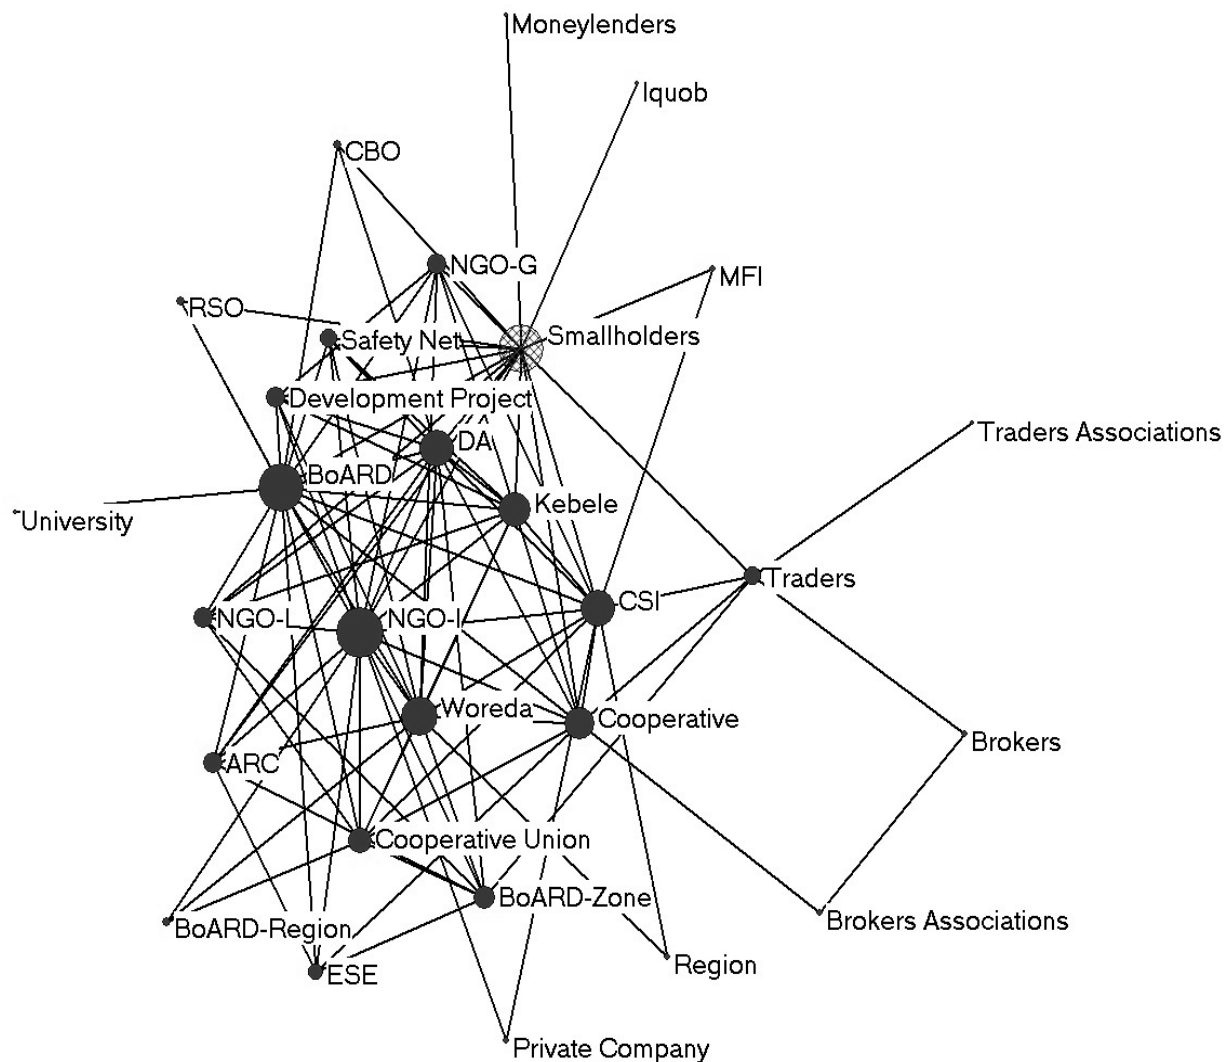 Moneylenders
Iquob
CBO
NGO-G
MFI
RSO
Smallholders
Safety Net
Development Project
Traders Associations
DA
BoARD
Kebele
University
Traders
CSI
NGO-L
NGO-I
Woreda
Cooperative
Brokers
ARC
Cooperative Union
BoARD-Zone
Brokers Associations
BoARD-Region
Region
ESE
Private Company